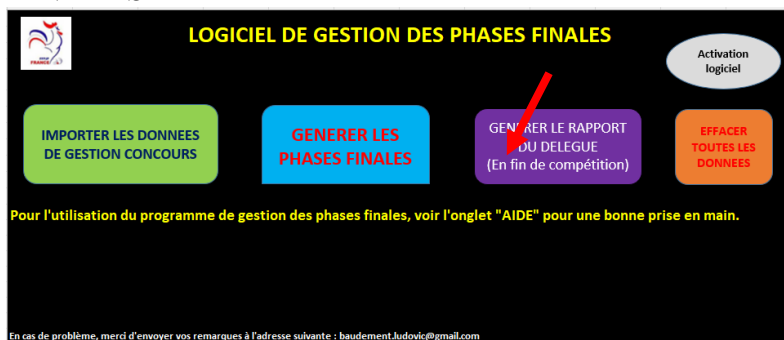 LOGICIEL DE GESTION DES PHASES FINALES
FRANCE
Activation
logiciel
IMPORTER LES DONNEES
DE GESTION CONCOURS
GENERER LES
PHASES FINALES
GENERER LE RAPPORT
DU DELEGUE
(En fin de compétition)
EFFACER
TOUTES LES
DONNEES
Pour l'utilisation du programme de gestion des phases finales, voir l'onglet "AIDE" pour une bonne prise en main.
En cas de problème, merci d'envoyer vos remarques à l'adresse suivante : baudement.ludovic@gmail.com